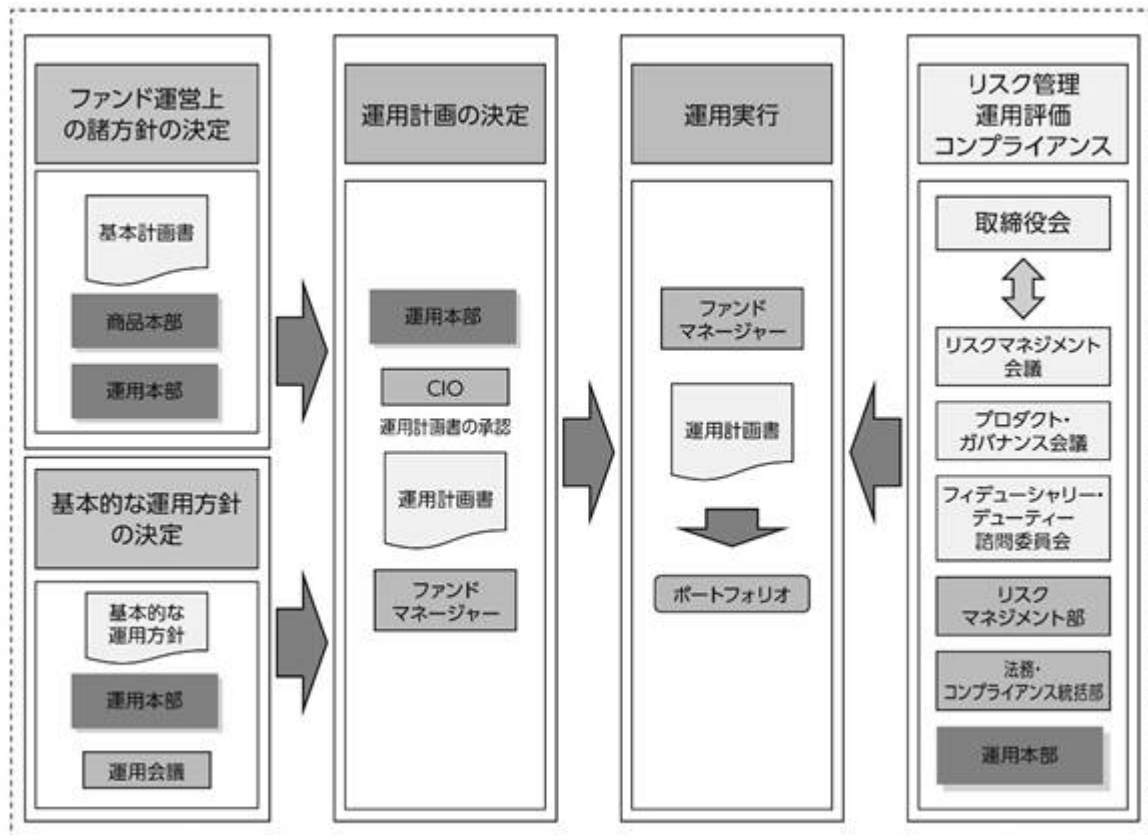 ファンド運営上
の諸方針の決定
基本計画書
商品本部
運用本部
基本的な運用方針
の決定
基本的な
運用方針
運用本部
運用会議
運用計画の決定
運用本部
CIO
運用計画書の承認
運用計画書
ファンド
マネージャー
運用実行
ファンド
マネージャー
運用計画書
ポートフォリオ
リスク管理
運用評価
コンプライアンス
取締役会
リスクマネジメント
会議
プロダクト・
ガバナンス会議
フィデューシャリー・
デューティー
諮問委員会
リスク
マネジメント部
法務・
コンプライアンス統括部
運用本部